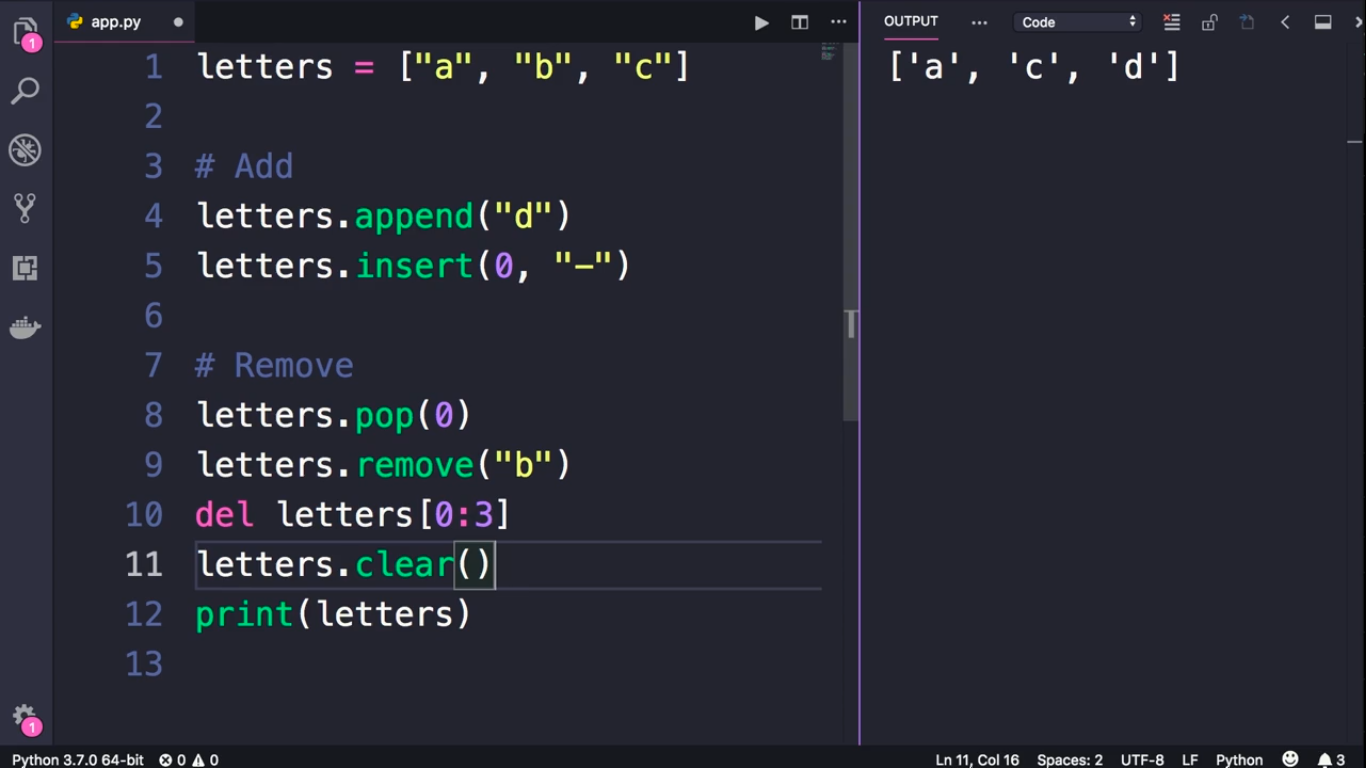 app.py
OUTPUT
Code
1
1 letters = ["a", "b", "c"]
2
3 # Add
4 letters.append("d")
5 letters.insert(0, "-")
6
7 # Remove
8 letters.pop(0)
9 letters.remove("b")
10 del letters[0:3]
11 letters.clear()
12 print(letters)
13
['a', 'c', 'd']
1
Python 3.7.0 64-bit 0 0 Ln 11, Col 16 Spaces: 2 UTF-8 LF Python 3